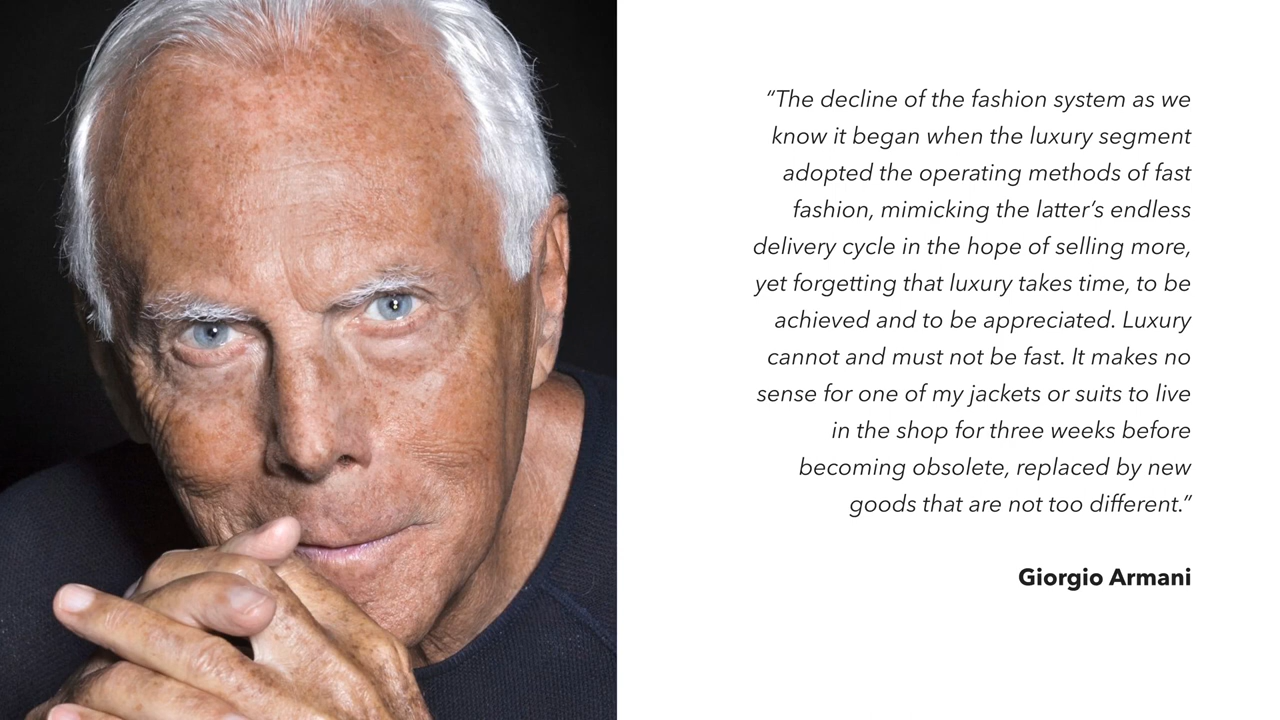 “The decline of the fashion system as we
know it began when the luxury segment
adopted the operating methods of fast
fashion, mimicking the latter’s endless
delivery cycle in the hope of selling more,
yet forgetting that luxury takes time, to be
achieved and to be appreciated. Luxury
cannot and must not be fast. It makes no
sense for one of my jackets or suits to live
in the shop for three weeks before
becoming obsolete, replaced by new
goods that are not too different.”
Giorgio Armani